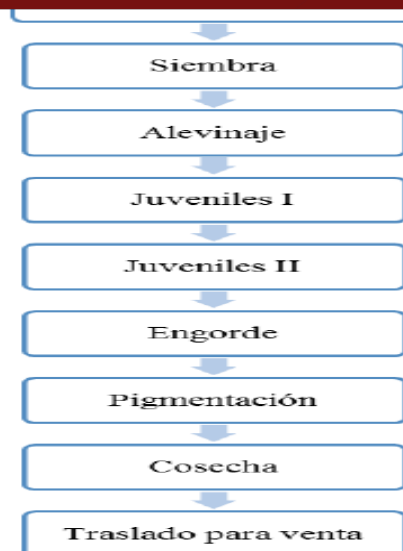 Siembra
Alevinaje
Juveniles I
Juveniles II
Engorde
Pigmentación
Cosecha
Traslado para venta